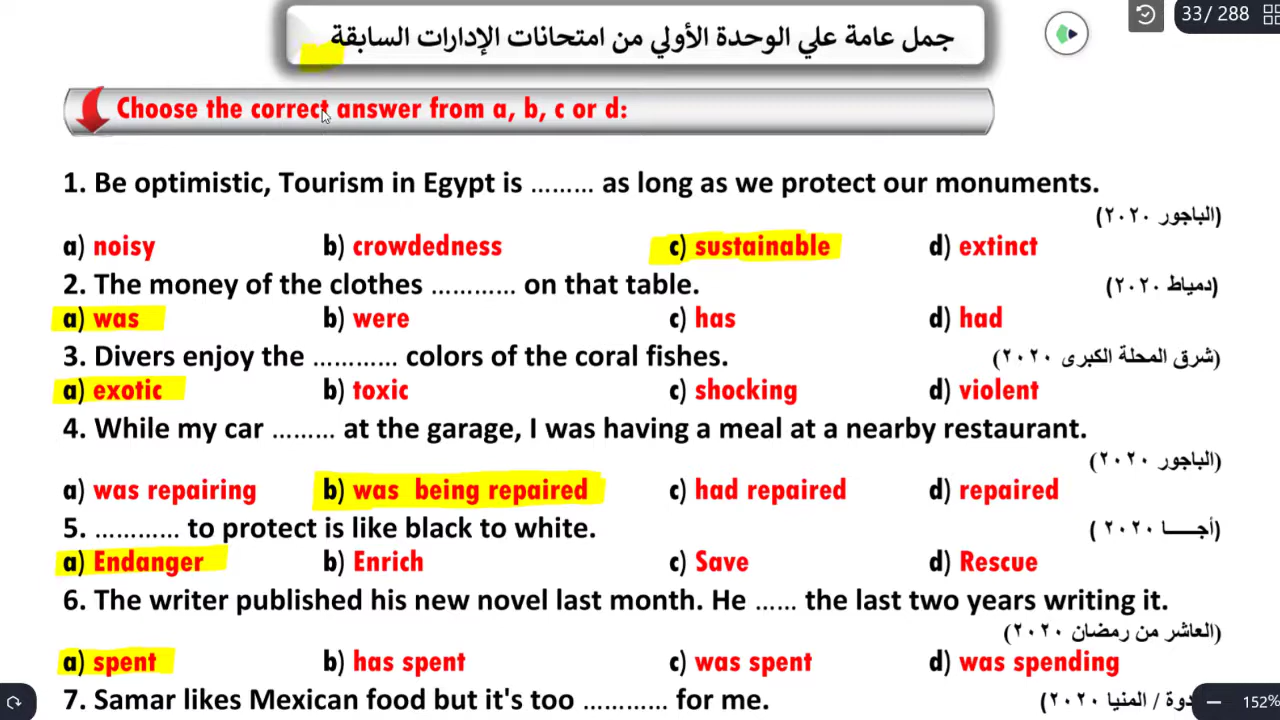 33 / 288
جمل عامة علي الوحدة الأولي من امتحانات الإدارات السابقة
Choose the correct answer from a, b, c or d:
1. Be optimistic, Tourism in Egypt is ......... as long as we protect our monuments.
(الباجور ٢٠٢٠)
a) noisy b) crowdedness c) sustainable d) extinct
2. The money of the clothes ............ on that table. (دمياط ٢٠٢٠)
a) was b) were c) has d) had
3. Divers enjoy the ............ colors of the coral fishes. (شرق المحلة الكبرى ٢٠٢٠)
a) exotic b) toxic c) shocking d) violent
4. While my car ......... at the garage, I was having a meal at a nearby restaurant.
(الباجور ٢٠٢٠)
a) was repairing b) was being repaired c) had repaired d) repaired
5. ............ to protect is like black to white. (أجــــا ٢٠٢٠)
a) Endanger b) Enrich c) Save d) Rescue
6. The writer published his new novel last month. He ...... the last two years writing it.
(العاشر من رمضان ٢٠٢٠)
a) spent b) has spent c) was spent d) was spending
7. Samar likes Mexican food but it's too ............ for me. / المنيا ٢٠٢٠)
152%